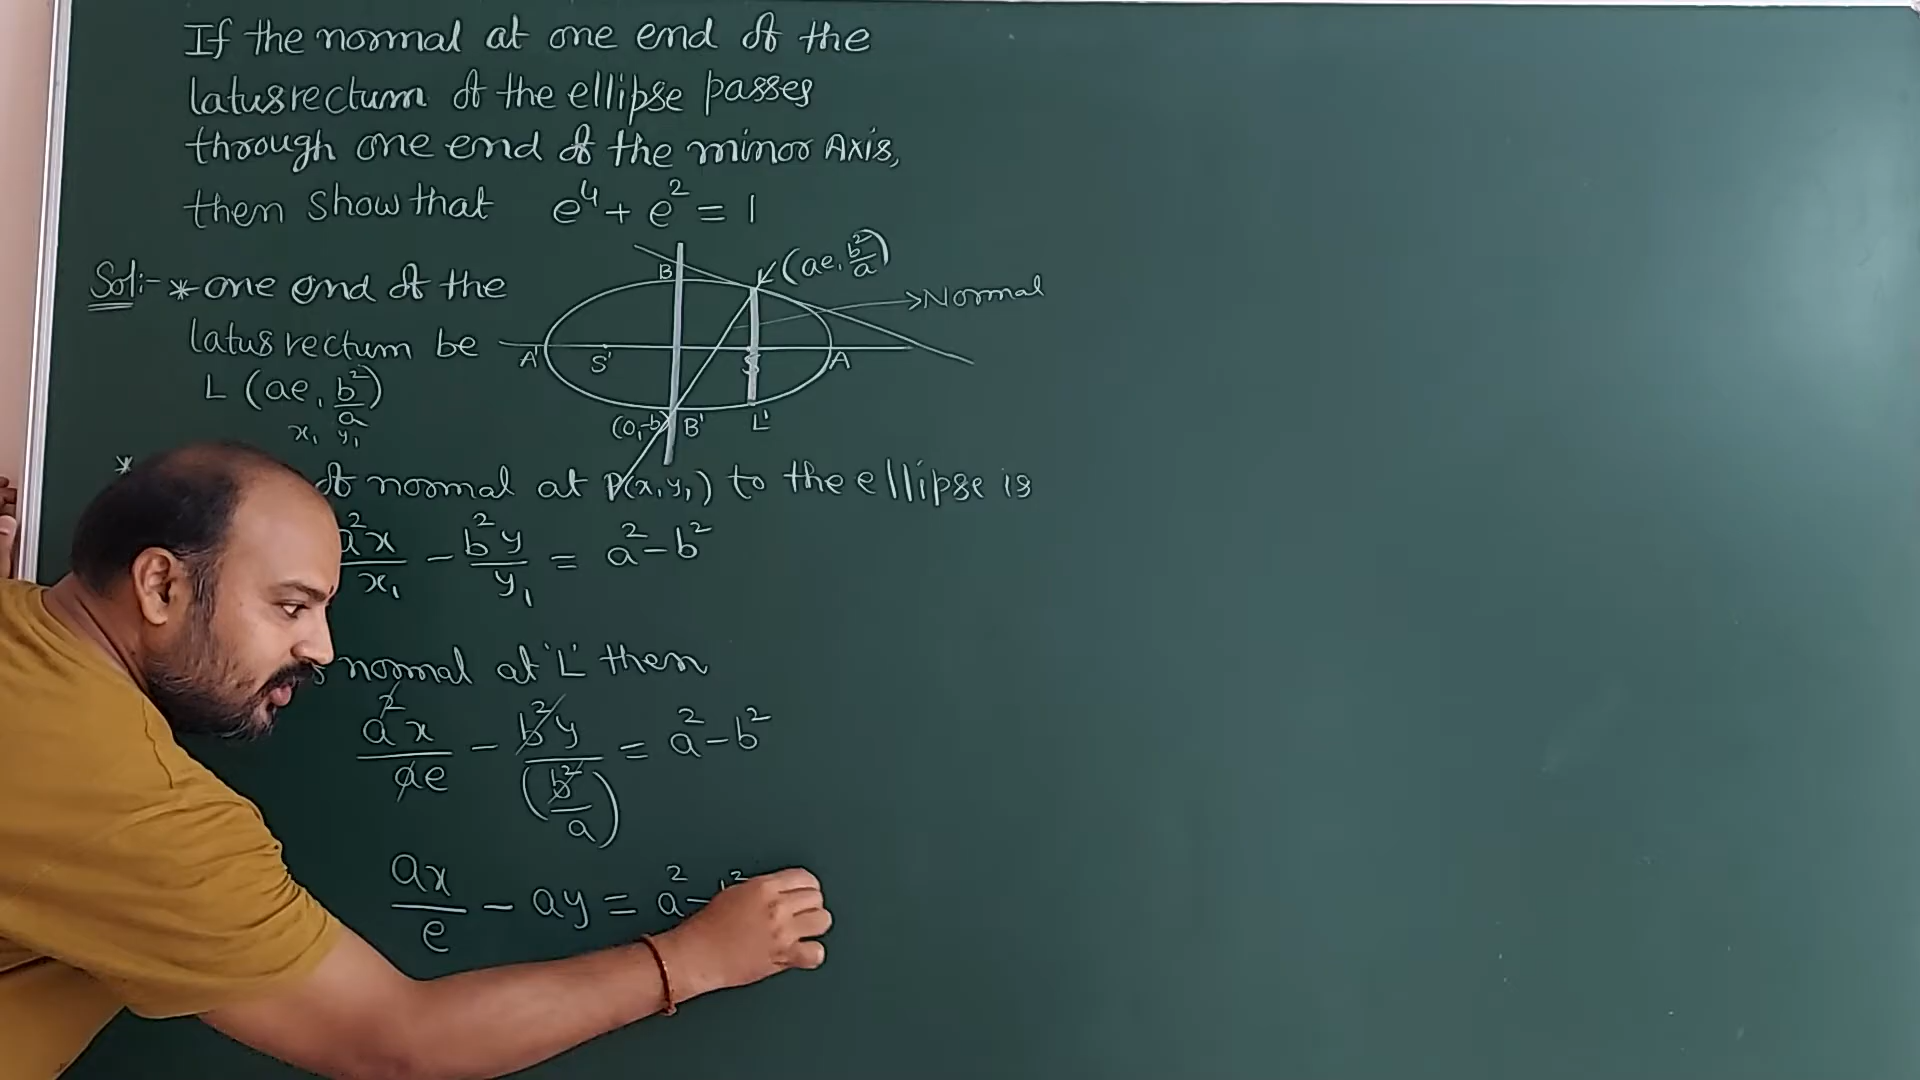 If the normal at one end of the
latusrectum of the ellipse passes
through one end of the minor Axis,
then show that e⁴ + e² = 1
Sol:- * one end of the
latusrectum be
L (ae, b²/a)
x₁ y₁
B
(ae, b²/a)
Normal
A' S' S A
(0,-b) B' L'
*
of normal at P(x₁y₁) to the ellipse is
a²x/x₁ - b²y/y₁ = a²-b²
normal at 'L' then
a²x/ae - b²y/(b²/a) = a²-b²
ax/e - ay = a²-b²